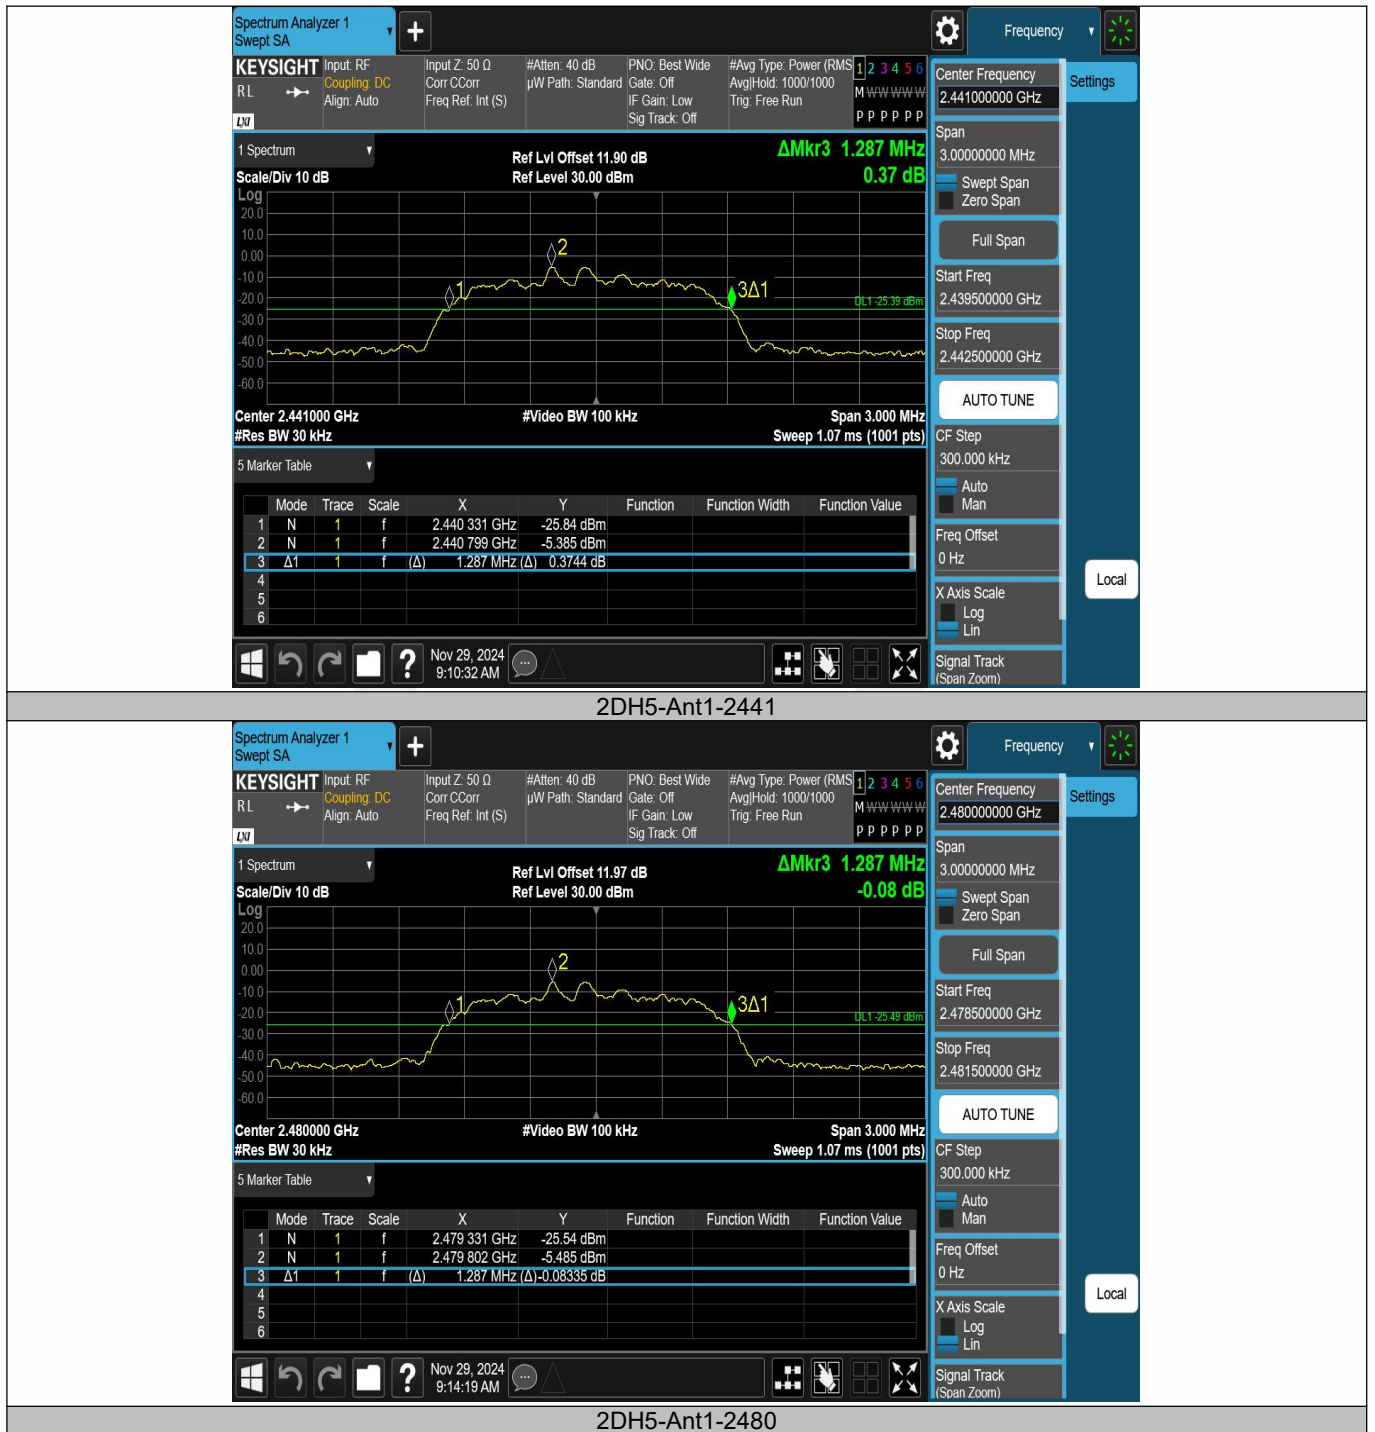 Spectrum Analyzer 1
Swept SA
+
Frequency
KEYSIGHT
RL
LXI
Input: RF
Coupling: DC
Align: Auto
Input Z: 50 Ω
Corr CCorr
Freq Ref: Int (S)
#Atten: 40 dB
µW Path: Standard
PNO: Best Wide
Gate: Off
IF Gain: Low
Sig Track: Off
#Avg Type: Power (RMS
Avg|Hold: 1000/1000
Trig: Free Run
1 2 3 4 5 6
M W W W W W
P P P P P P
1 Spectrum
Scale/Div 10 dB
Ref Lvl Offset 11.90 dB
Ref Level 30.00 dBm
ΔMkr3 1.287 MHz
0.37 dB
Log
20.0
10.0
0.00
-10.0
-20.0
-30.0
-40.0
-50.0
-60.0
1
2
3Δ1
DL1 -25.39 dBm
Center 2.441000 GHz
#Video BW 100 kHz
Span 3.000 MHz
#Res BW 30 kHz
Sweep 1.07 ms (1001 pts)
5 Marker Table
Mode Trace Scale X Y Function Function Width Function Value
1 N 1 f 2.440 331 GHz -25.84 dBm
2 N 1 f 2.440 799 GHz -5.385 dBm
3 Δ1 1 f (Δ) 1.287 MHz (Δ) 0.3744 dB
4
5
6
?
Nov 29, 2024
9:10:32 AM
Center Frequency
2.441000000 GHz
Settings
Span
3.00000000 MHz
Swept Span
Zero Span
Full Span
Start Freq
2.439500000 GHz
Stop Freq
2.442500000 GHz
AUTO TUNE
CF Step
300.000 kHz
Auto
Man
Freq Offset
0 Hz
X Axis Scale
Log
Lin
Local
Signal Track
(Span Zoom)
2DH5-Ant1-2441
Spectrum Analyzer 1
Swept SA
+
Frequency
KEYSIGHT
RL
LXI
Input: RF
Coupling: DC
Align: Auto
Input Z: 50 Ω
Corr CCorr
Freq Ref: Int (S)
#Atten: 40 dB
µW Path: Standard
PNO: Best Wide
Gate: Off
IF Gain: Low
Sig Track: Off
#Avg Type: Power (RMS
Avg|Hold: 1000/1000
Trig: Free Run
1 2 3 4 5 6
M W W W W W
P P P P P P
1 Spectrum
Scale/Div 10 dB
Ref Lvl Offset 11.97 dB
Ref Level 30.00 dBm
ΔMkr3 1.287 MHz
-0.08 dB
Log
20.0
10.0
0.00
-10.0
-20.0
-30.0
-40.0
-50.0
-60.0
1
2
3Δ1
DL1 -25.49 dBm
Center 2.480000 GHz
#Video BW 100 kHz
Span 3.000 MHz
#Res BW 30 kHz
Sweep 1.07 ms (1001 pts)
5 Marker Table
Mode Trace Scale X Y Function Function Width Function Value
1 N 1 f 2.479 331 GHz -25.54 dBm
2 N 1 f 2.479 802 GHz -5.485 dBm
3 Δ1 1 f (Δ) 1.287 MHz (Δ) -0.08335 dB
4
5
6
?
Nov 29, 2024
9:14:19 AM
Center Frequency
2.480000000 GHz
Settings
Span
3.00000000 MHz
Swept Span
Zero Span
Full Span
Start Freq
2.478500000 GHz
Stop Freq
2.481500000 GHz
AUTO TUNE
CF Step
300.000 kHz
Auto
Man
Freq Offset
0 Hz
X Axis Scale
Log
Lin
Local
Signal Track
(Span Zoom)
2DH5-Ant1-2480